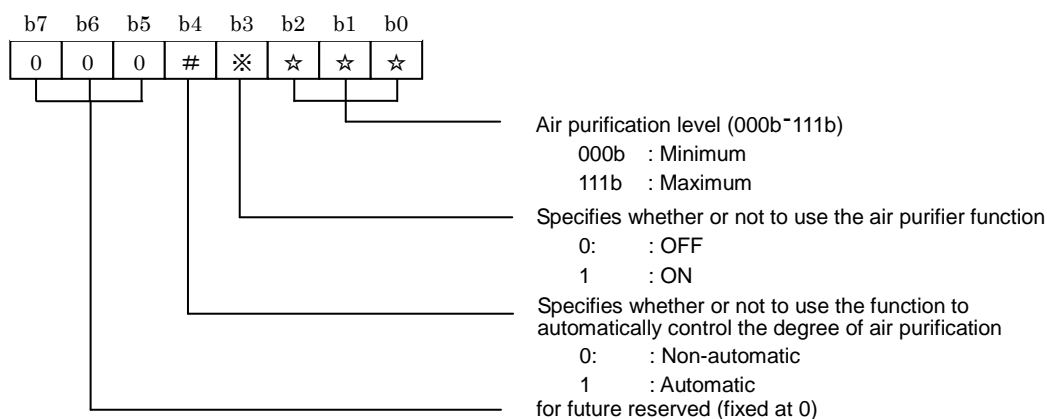 b7 b6 b5 b4 b3 b2 b1 b0
0 0 0 # ※ ☆ ☆ ☆
Air purification level (000b-111b)
000b : Minimum
111b : Maximum
Specifies whether or not to use the air purifier function
0: : OFF
1 : ON
Specifies whether or not to use the function to
automatically control the degree of air purification
0: : Non-automatic
1 : Automatic
for future reserved (fixed at 0)